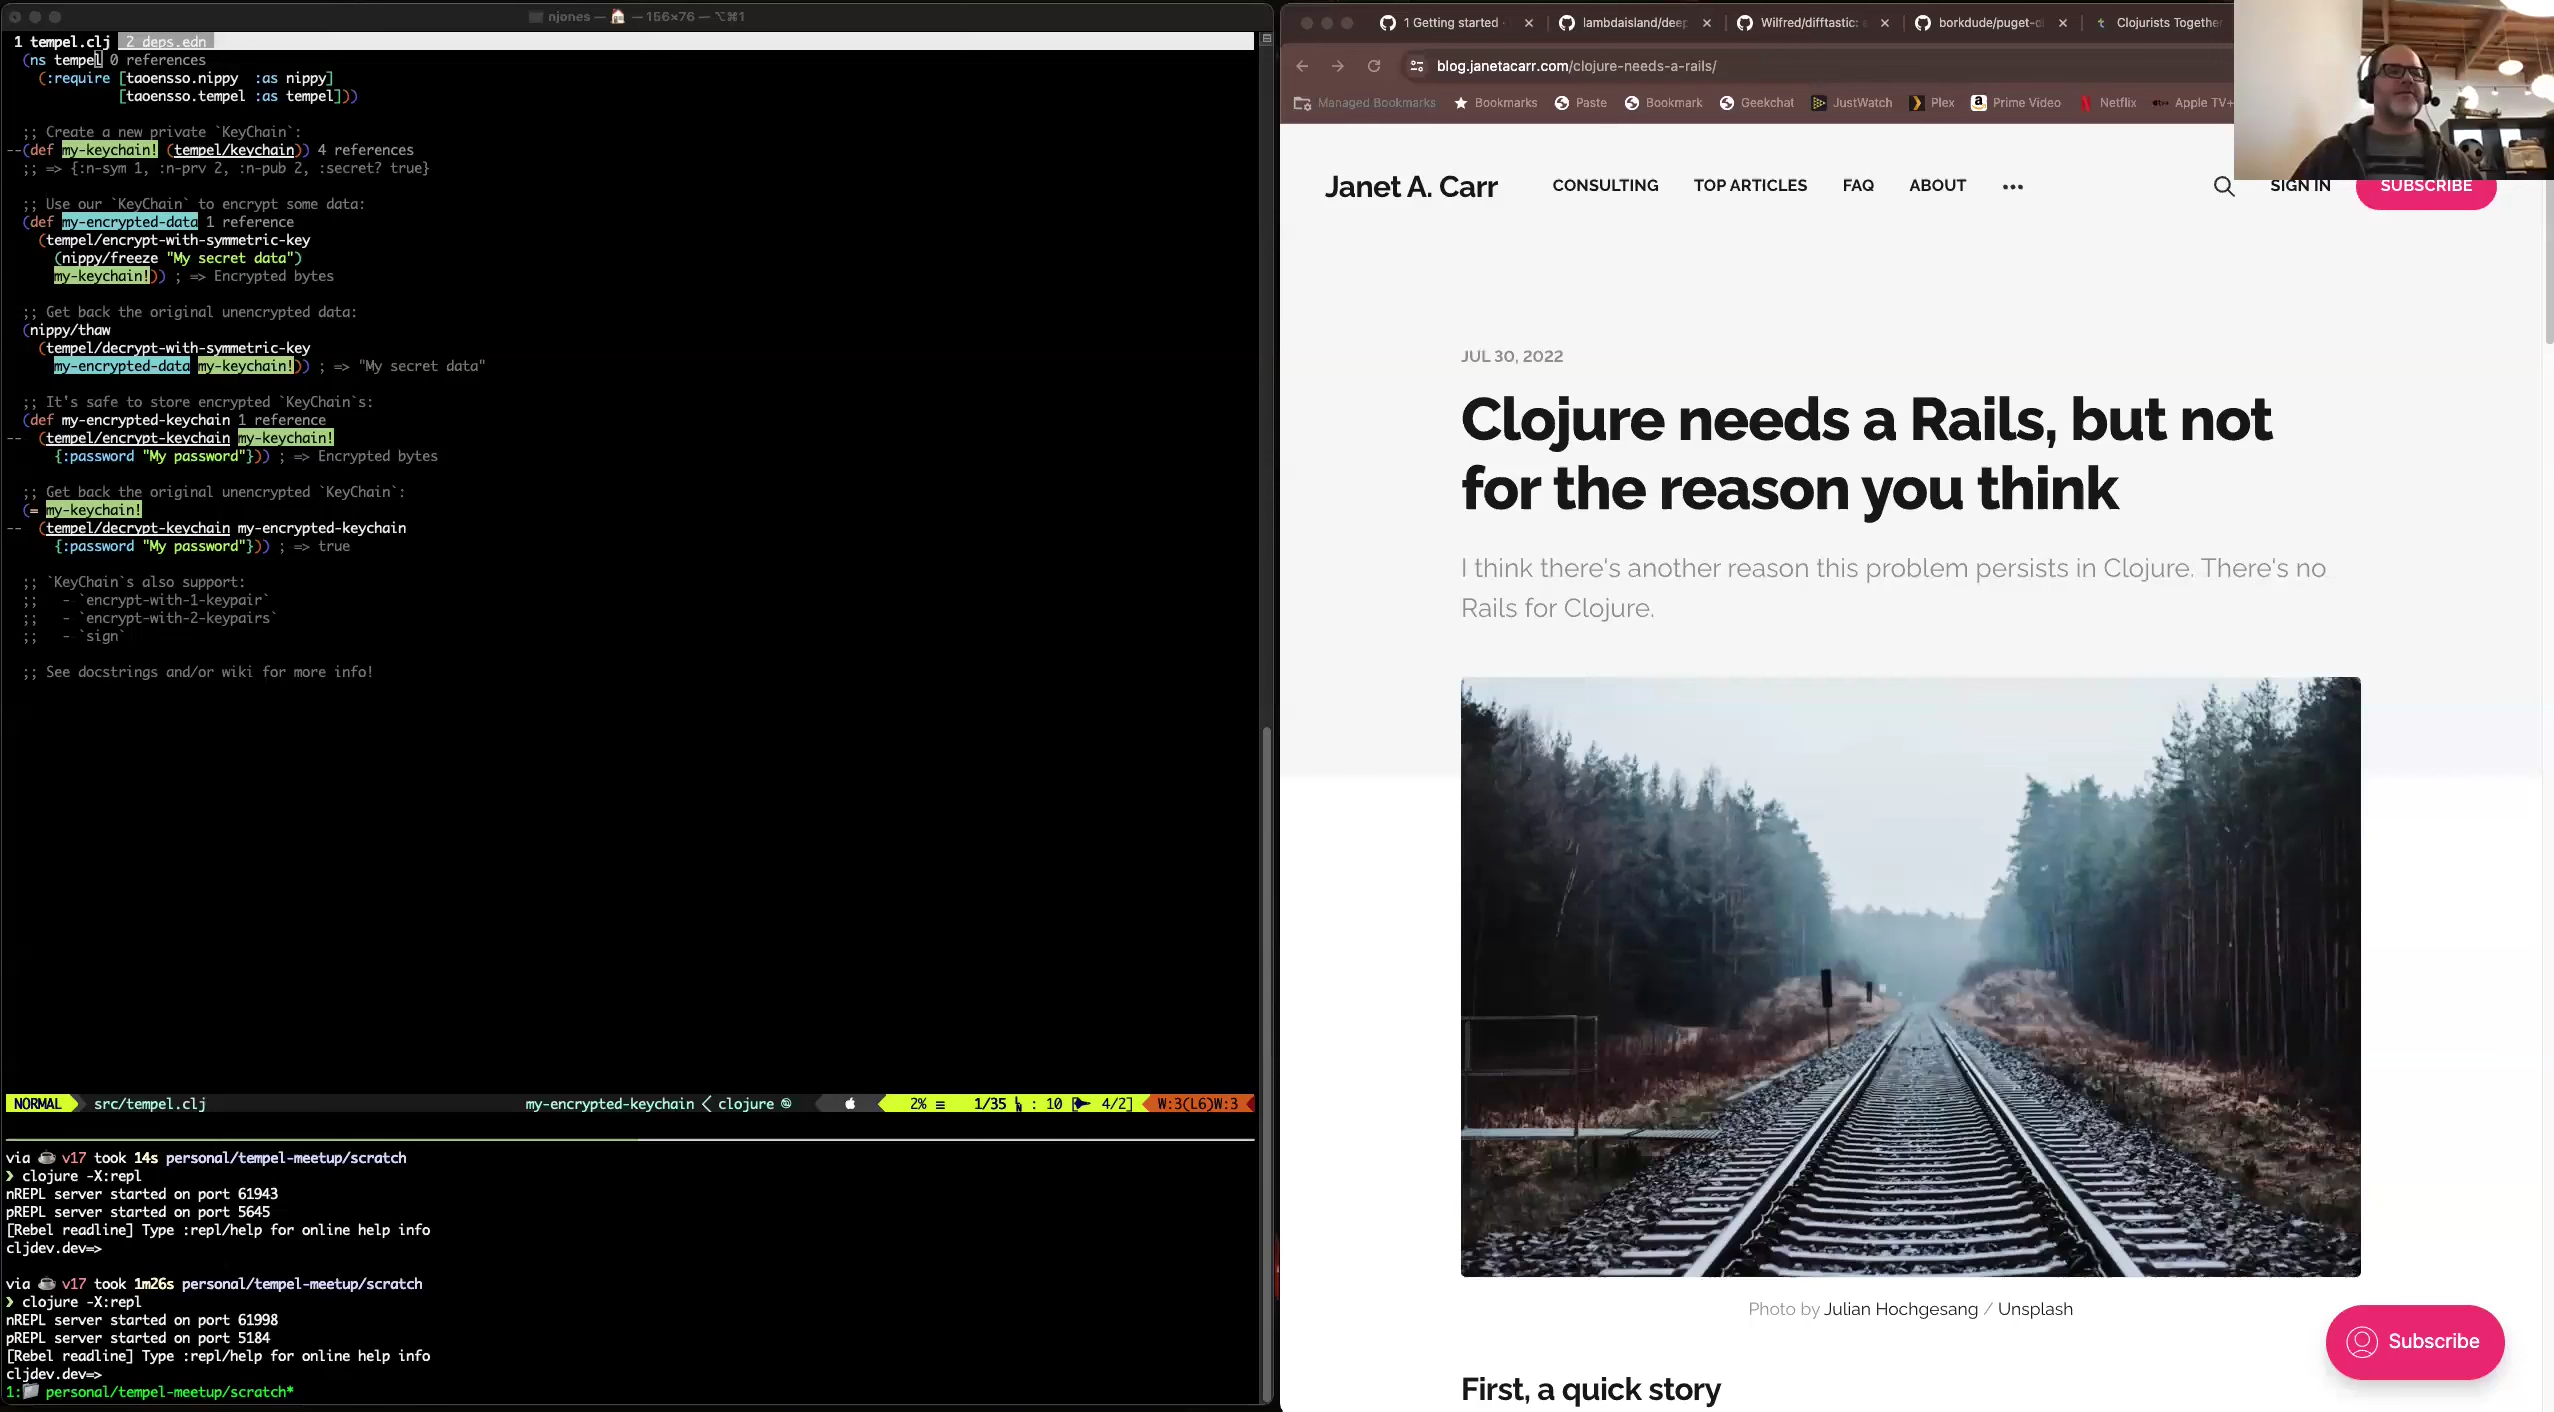 njones — 🏠 — 156×76 — ⌥⌘1
1 tempel.clj  2 deps.edn
(ns tempel 0 references
  (:require [taoensso.nippy  :as nippy]
            [taoensso.tempel :as tempel]))
;; Create a new private `KeyChain`:
--(def my-keychain! (tempel/keychain)) 4 references
;; => {:n-sym 1, :n-prv 2, :n-pub 2, :secret? true}
;; Use our `KeyChain` to encrypt some data:
(def my-encrypted-data 1 reference
  (tempel/encrypt-with-symmetric-key
    (nippy/freeze "My secret data")
    my-keychain!)) ; => Encrypted bytes
;; Get back the original unencrypted data:
(nippy/thaw
  (tempel/decrypt-with-symmetric-key
    my-encrypted-data my-keychain!)) ; => "My secret data"
;; It's safe to store encrypted `KeyChain`s:
(def my-encrypted-keychain 1 reference
--  (tempel/encrypt-keychain my-keychain!
    {:password "My password"})) ; => Encrypted bytes
;; Get back the original unencrypted `KeyChain`:
(= my-keychain!
--  (tempel/decrypt-keychain my-encrypted-keychain
    {:password "My password"})) ; => true
;; `KeyChain`s also support:
;;   - `encrypt-with-1-keypair`
;;   - `encrypt-with-2-keypairs`
;;   - `sign`
;; See docstrings and/or wiki for more info!
NORMAL src/tempel.clj my-encrypted-keychain < clojure 2% ≡ 1/35 : 10 4/2] W:3(L6)W:3
via ☕ v17 took 14s personal/tempel-meetup/scratch
❯ clojure -X:repl
nREPL server started on port 61943
pREPL server started on port 5645
[Rebel readline] Type :repl/help for online help info
cljdev.dev=>
via ☕ v17 took 1m26s personal/tempel-meetup/scratch
❯ clojure -X:repl
nREPL server started on port 61998
pREPL server started on port 5184
[Rebel readline] Type :repl/help for online help info
cljdev.dev=>
1:📁 personal/tempel-meetup/scratch*
1 Getting started · × lambdaisland/deep × Wilfred/difftastic: × borkdude/puget-c × Clojurists Together
blog.janetacarr.com/clojure-needs-a-rails/
Managed Bookmarks Bookmarks Paste Bookmark Geekchat JustWatch Plex Prime Video Netflix Apple TV+
Janet A. Carr CONSULTING TOP ARTICLES FAQ ABOUT ••• SIGN IN SUBSCRIBE
JUL 30, 2022
Clojure needs a Rails, but not
for the reason you think
I think there's another reason this problem persists in Clojure. There's no
Rails for Clojure.
Photo by Julian Hochgesang / Unsplash
Subscribe
First, a quick story